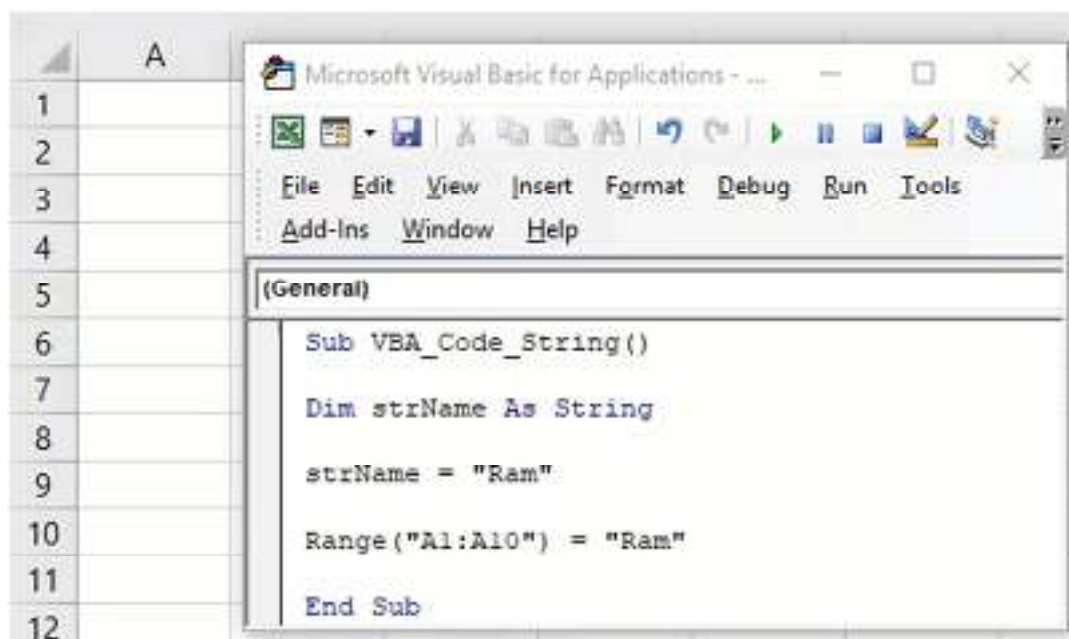 A
Microsoft Visual Basic for Applications - ...
1
2
3
4
5
6
7
8
9
10
11
12
File Edit View Insert Format Debug Run Tools
Add-Ins Window Help
(General)
Sub VBA_Code_String()
Dim strName As String
strName = "Ram"
Range("A1:A10") = "Ram"
End Sub